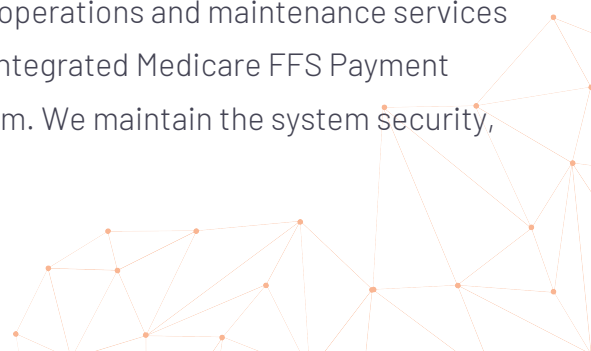 operations and maintenance services
ntegrated Medicare FFS Payment
m. We maintain the system security,